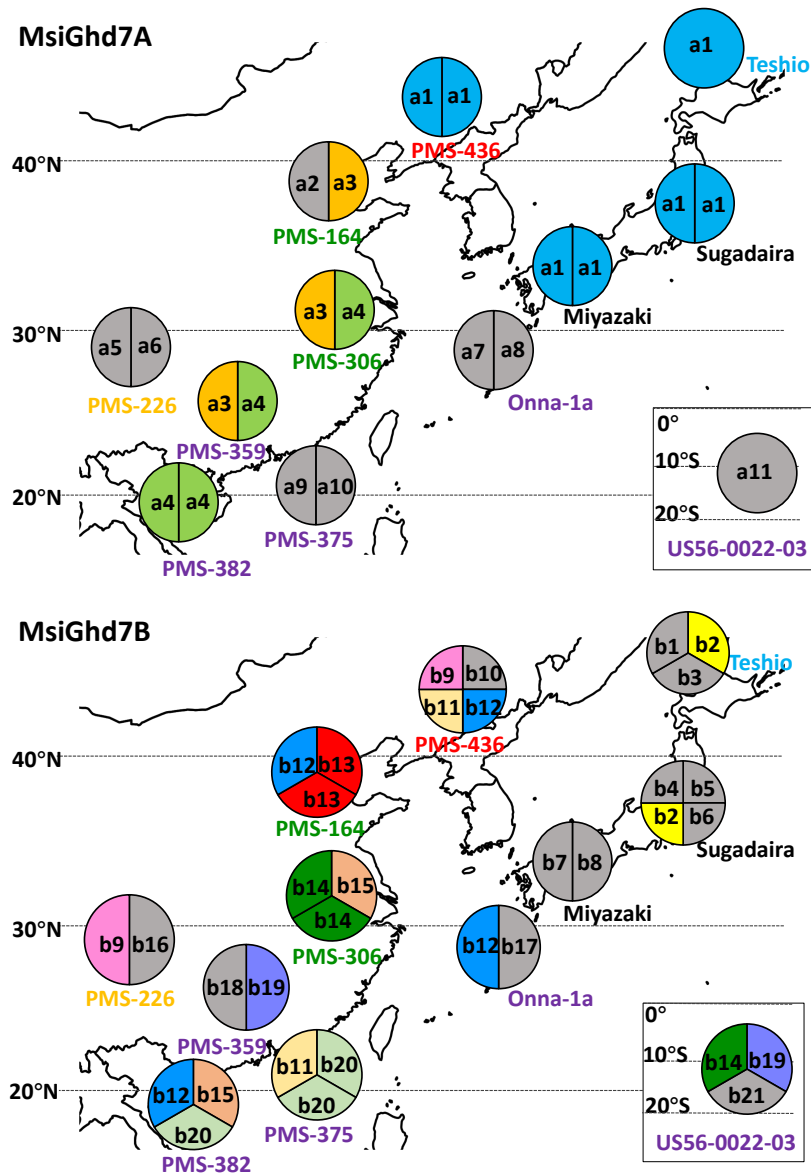 MsiGhd7A
a1
Teshio
a1 a1
PMS-436
40°N
a2 a3
PMS-164
a1 a1
Sugadaira
a1 a1
Miyazaki
a3 a4
PMS-306
30°N
a5 a6
PMS-226
a7 a8
Onna-1a
a3 a4
PMS-359
a9 a10
PMS-375
20°N
a4 a4
PMS-382
0°
10°S
a11
20°S
US56-0022-03
MsiGhd7B
b1 b2
b3
Teshio
b9 b10
b11 b12
PMS-436
40°N
b12 b13
b13
PMS-164
b4 b5
b2 b6
Sugadaira
b7 b8
Miyazaki
b14 b15
b14
PMS-306
30°N
b9 b16
PMS-226
b12 b17
Onna-1a
b18 b19
PMS-359
b11 b20
b20
PMS-375
20°N
b12 b15
b20
PMS-382
0°
10°S
b14 b19
b21
20°S
US56-0022-03